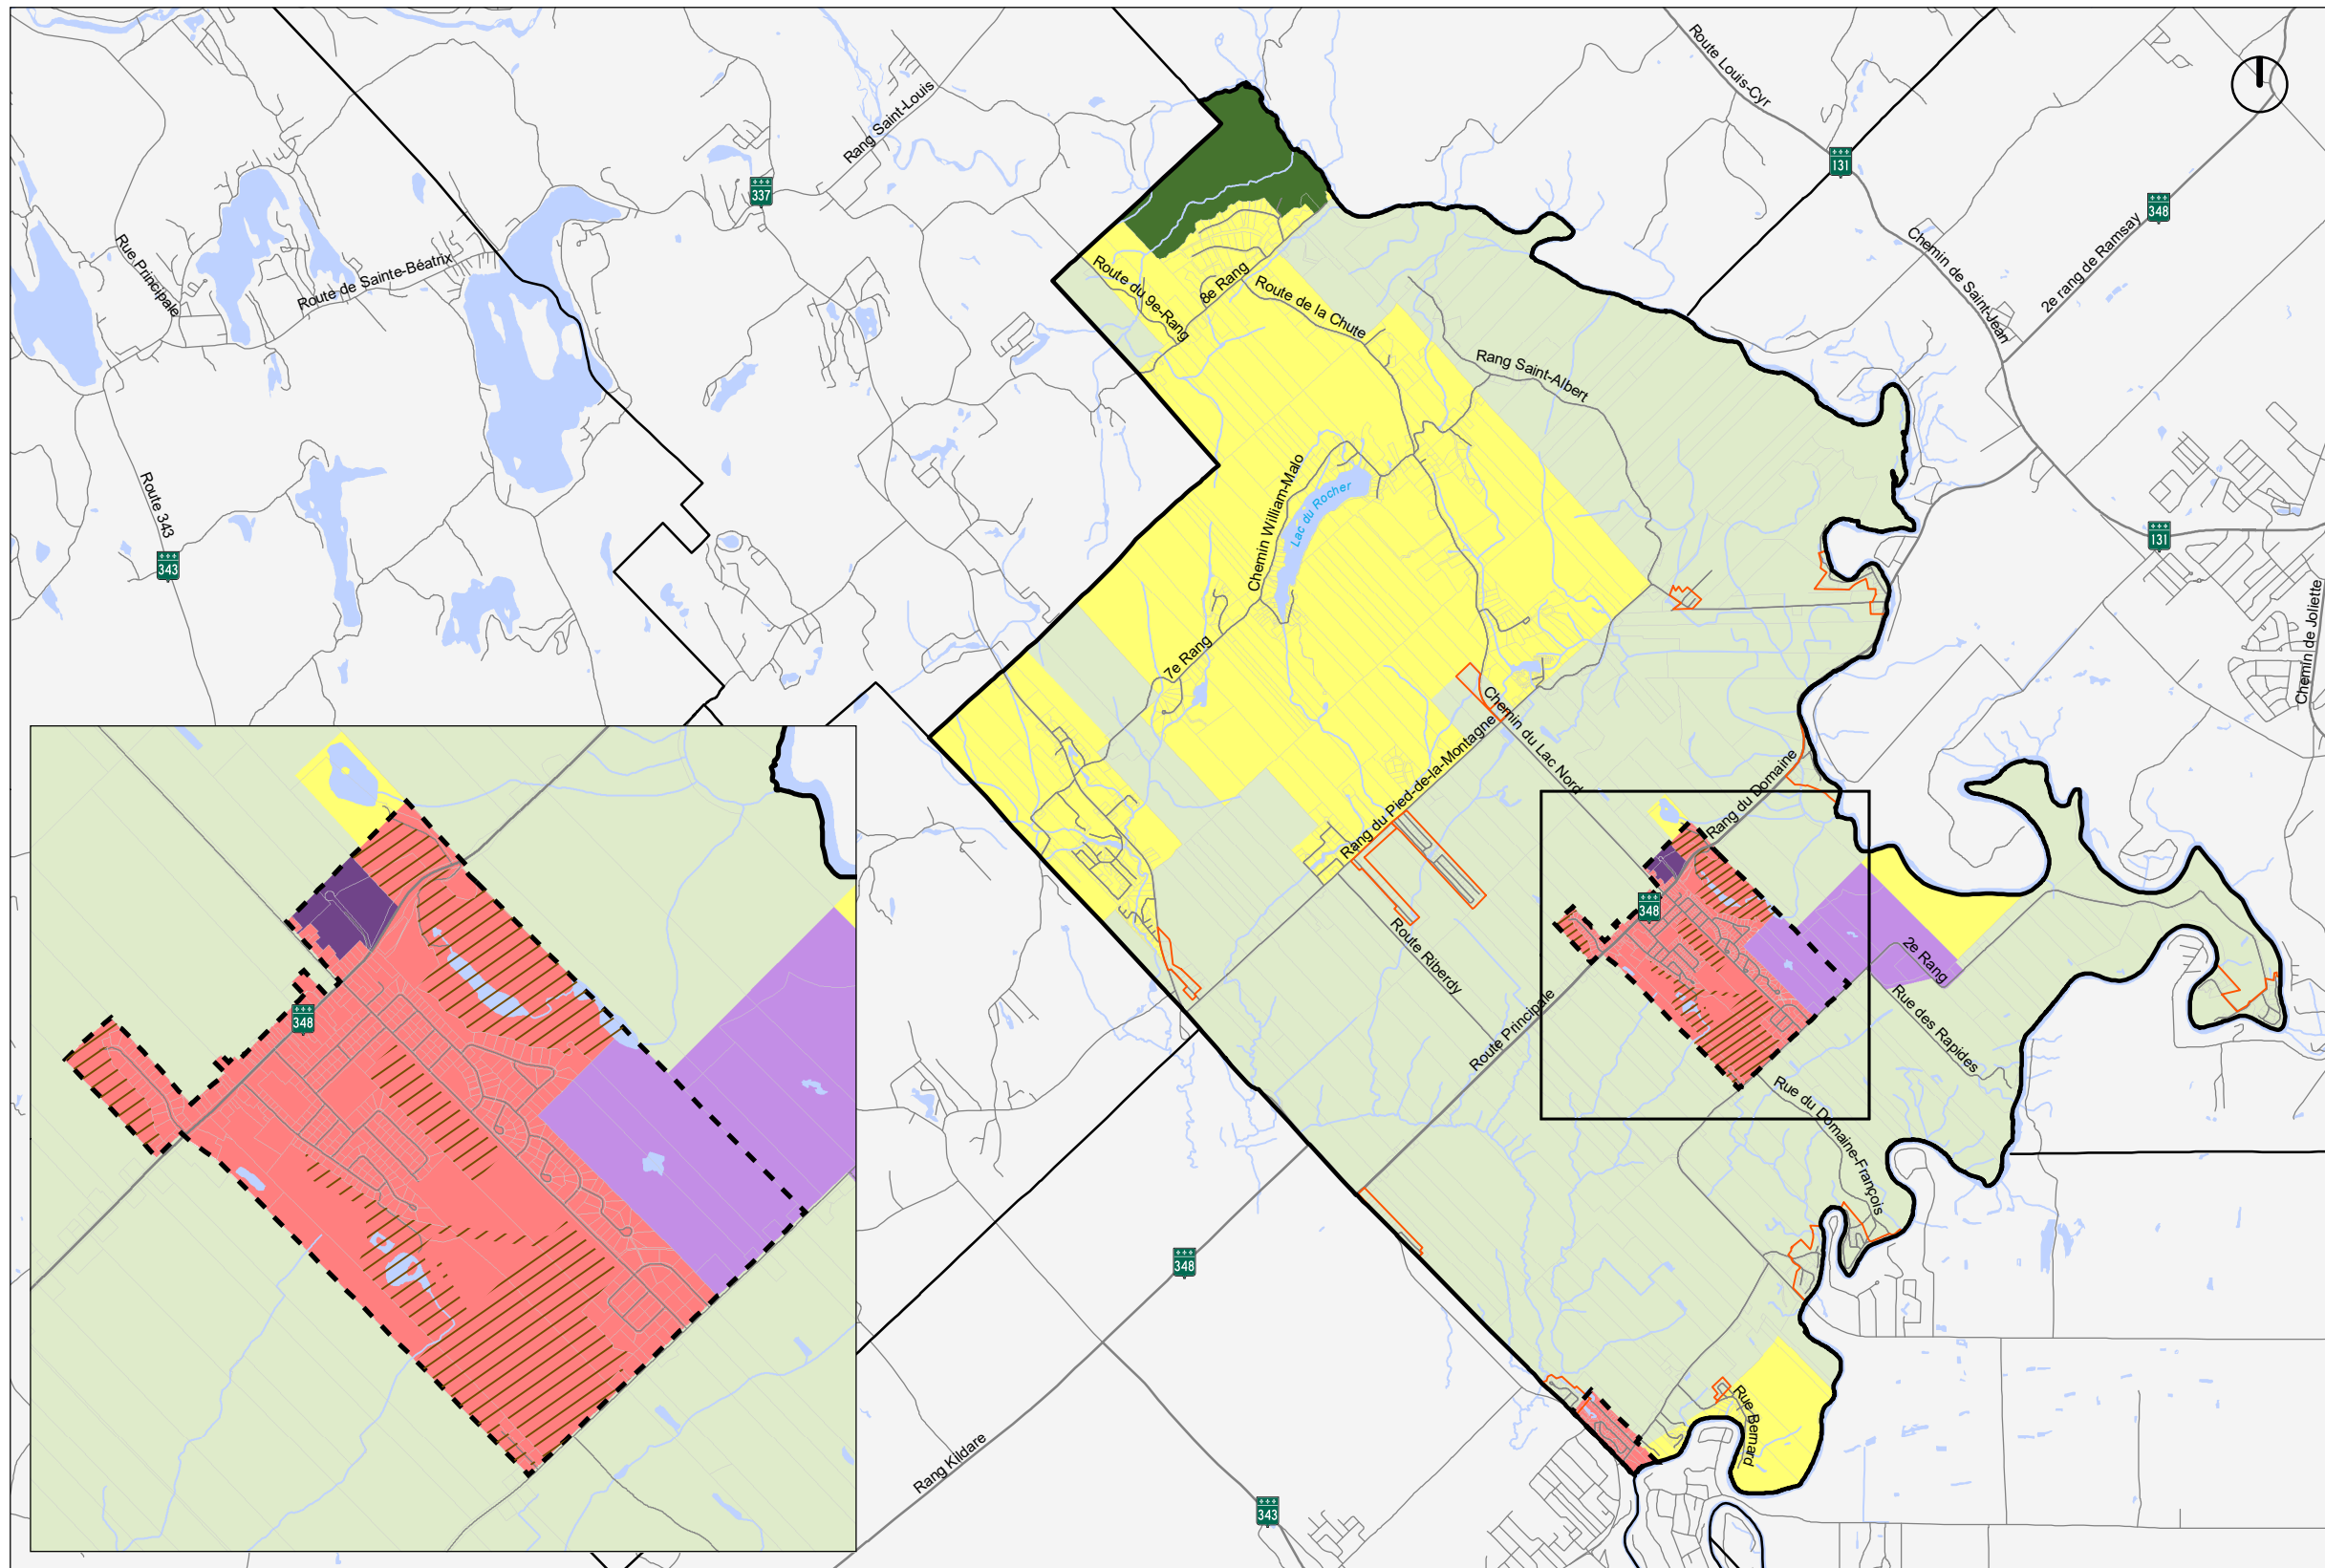 Route Louis-Cyr
Rang Saint-Louis
131
337
348
2e rang de Ramsay
Chemin de Saint-Jean
Rue Principale
Route de Sainte-Béatrix
Route du 9e-Rang
8e Rang
Route de la Chute
Rang Saint-Albert
Route 343
343
Chemin William-Malo
Lac du Rocher
131
Chemin de Joliette
7e Rang
Chemin du Lac Nord
Rang du Pied-de-la-Montagne
Rang du Domaine
348
Route Riberdy
2e Rang
Route Principale
Rue des Rapides
348
Rue du Domaine-François
348
Rue Bernard
Rang Kildare
343